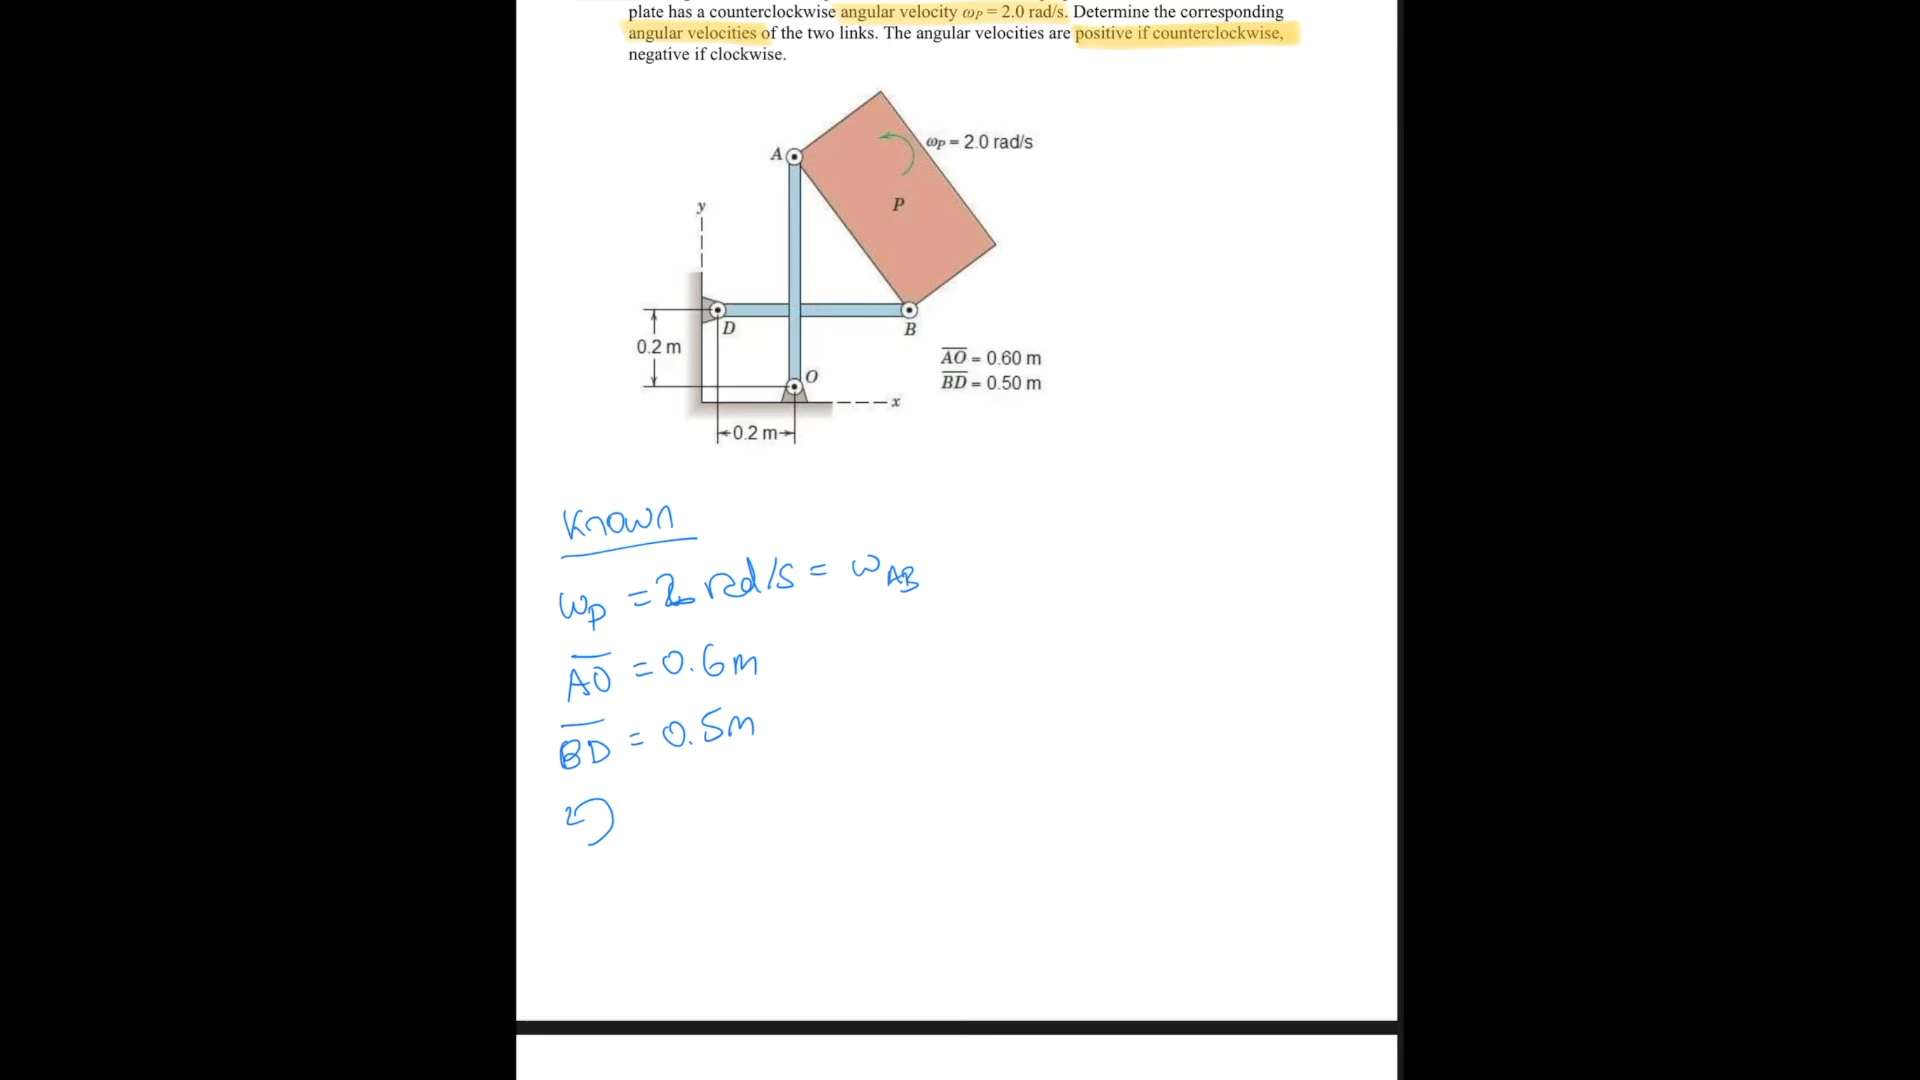 plate has a counterclockwise angular velocity ωP = 2.0 rad/s. Determine the corresponding
angular velocities of the two links. The angular velocities are positive if counterclockwise,
negative if clockwise.
A
ωP = 2.0 rad/s
P
y
D
B
0.2 m
O
AO = 0.60 m
BD = 0.50 m
x
0.2 m
Known
ωP = 2 rad/s = ωAB
AO = 0.6m
BD = 0.5m